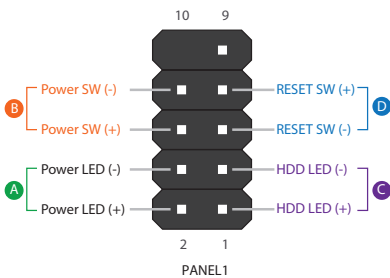 10 9
B Power SW (-) RESET SW (+) D
Power SW (+) RESET SW (-)
A Power LED (-) HDD LED (-) C
Power LED (+) HDD LED (+)
2 1
PANEL1